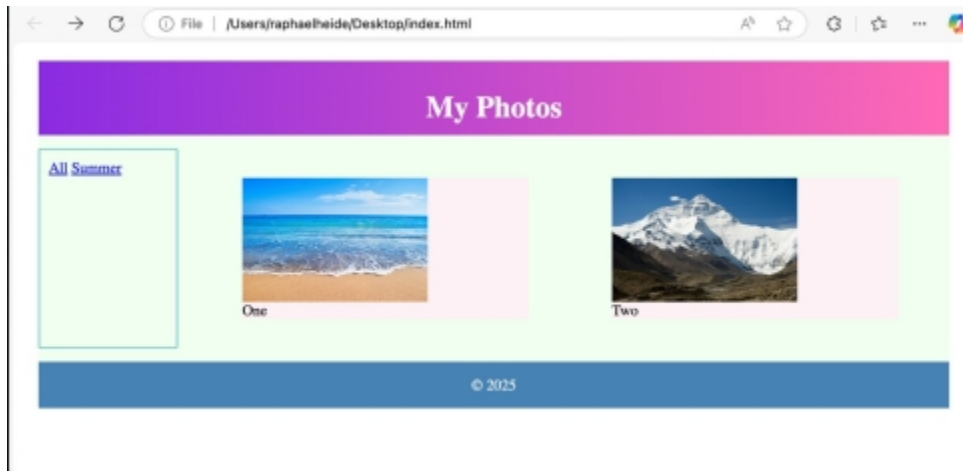 File | /Users/raphaelheide/Desktop/index.html
My Photos
All Summer
One
Two
© 2025